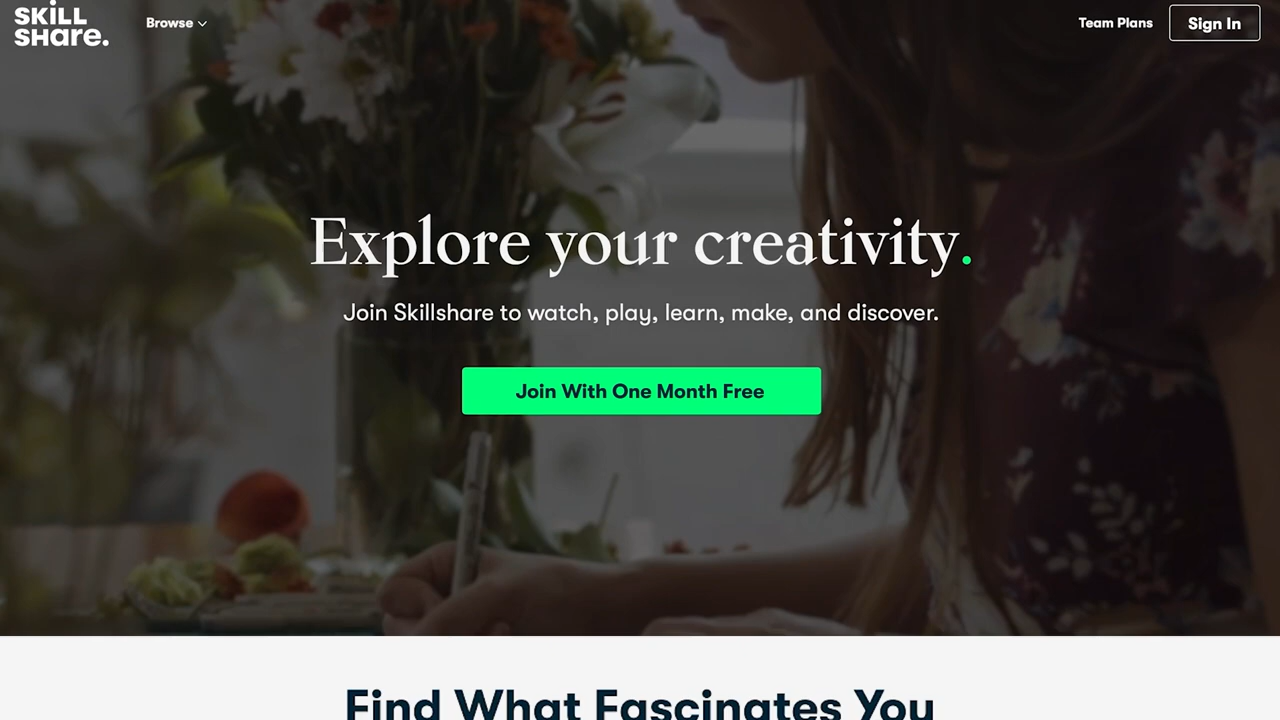 SKiLL
SHare.
Browse
Team Plans
Sign In
Explore your creativity.
Join Skillshare to watch, play, learn, make, and discover.
Join With One Month Free
Find What Fascinates You